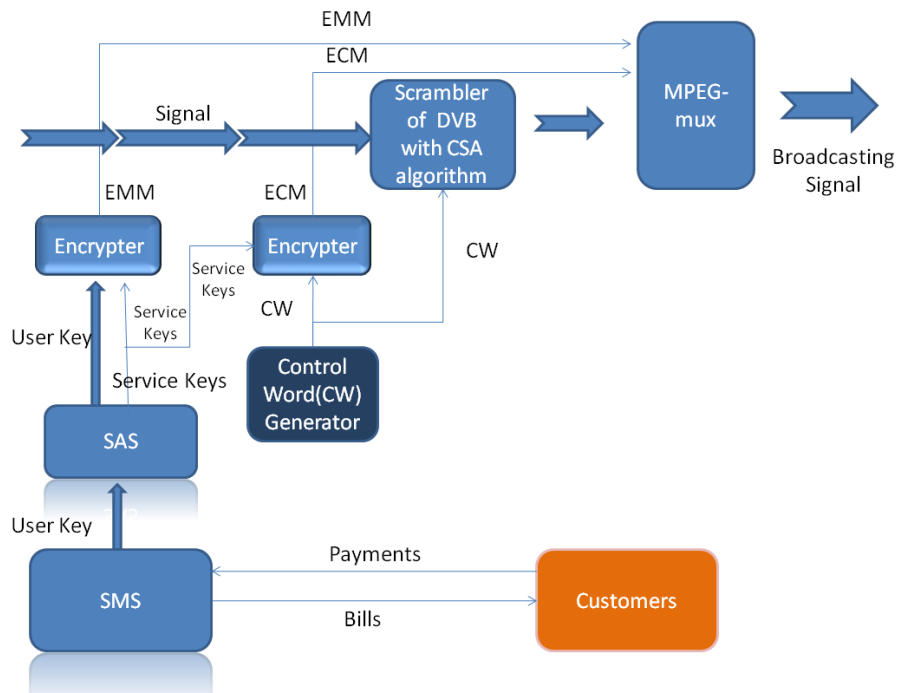 EMM
ECM
Signal
Scrambler
of DVB
with CSA
algorithm
MPEG-
mux
Broadcasting
Signal
EMM
ECM
Encrypter
Encrypter
Service
Keys
CW
Service
Keys
CW
User Key
Service Keys
Control
Word(CW)
Generator
SAS
User Key
Payments
SMS
Customers
Bills